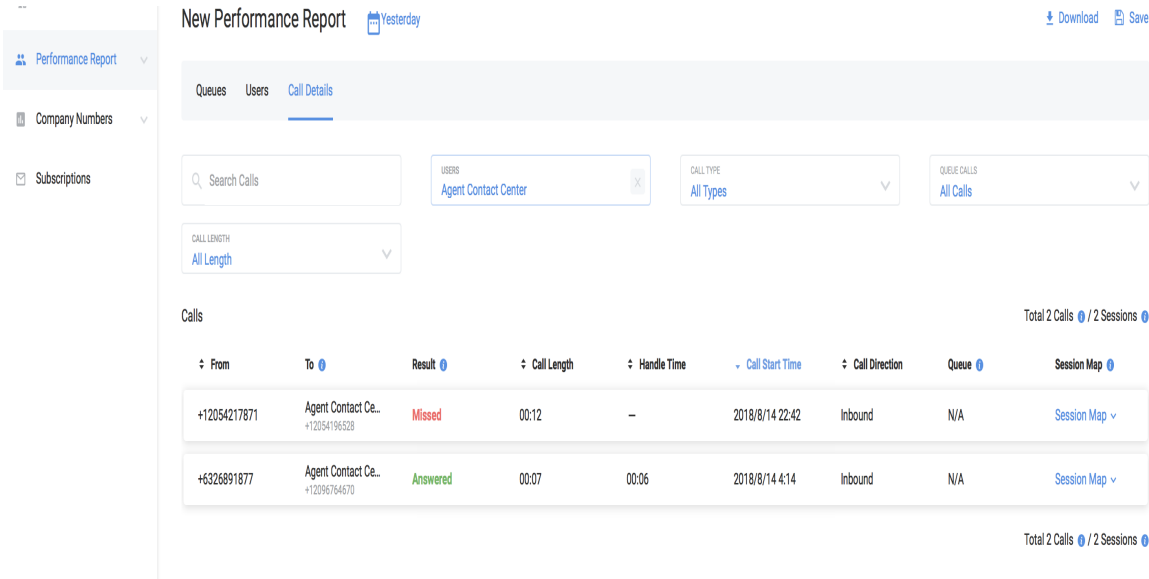 New Performance Report Yesterday Download Save
Performance Report
Company Numbers
Subscriptions
Queues Users Call Details
Search Calls
USERS
Agent Contact Center X
CALL TYPE
All Types
QUEUE CALLS
All Calls
CALL LENGTH
All Length
Calls Total 2 Calls / 2 Sessions
From To Result Call Length Handle Time Call Start Time Call Direction Queue Session Map
+12054217871 Agent Contact Ce... Missed 00:12 – 2018/8/14 22:42 Inbound N/A Session Map
+12054196528
+6326891877 Agent Contact Ce... Answered 00:07 00:06 2018/8/14 4:14 Inbound N/A Session Map
+12096764670
Total 2 Calls / 2 Sessions